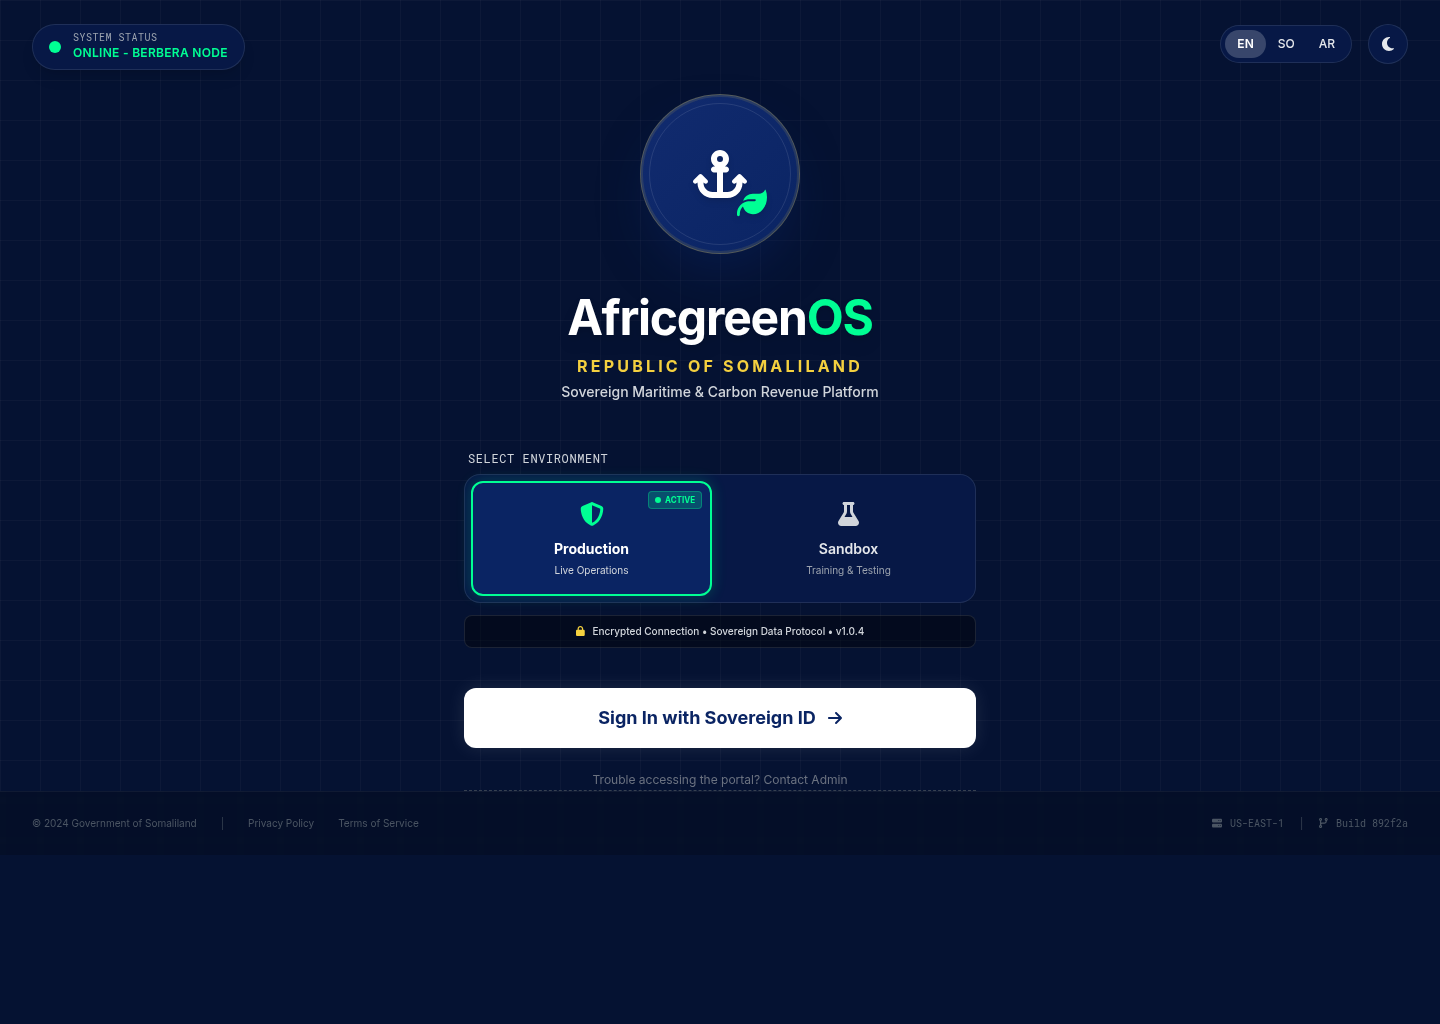 SYSTEM STATUS
ONLINE - BERBERA NODE
EN SO AR
AfricgreenOS
REPUBLIC OF SOMALILAND
Sovereign Maritime & Carbon Revenue Platform
SELECT ENVIRONMENT
ACTIVE
Production
Live Operations
Sandbox
Training & Testing
Encrypted Connection • Sovereign Data Protocol • v1.0.4
Sign In with Sovereign ID
Trouble accessing the portal? Contact Admin
© 2024 Government of Somaliland
Privacy Policy
Terms of Service
US-EAST-1
Build 892f2a